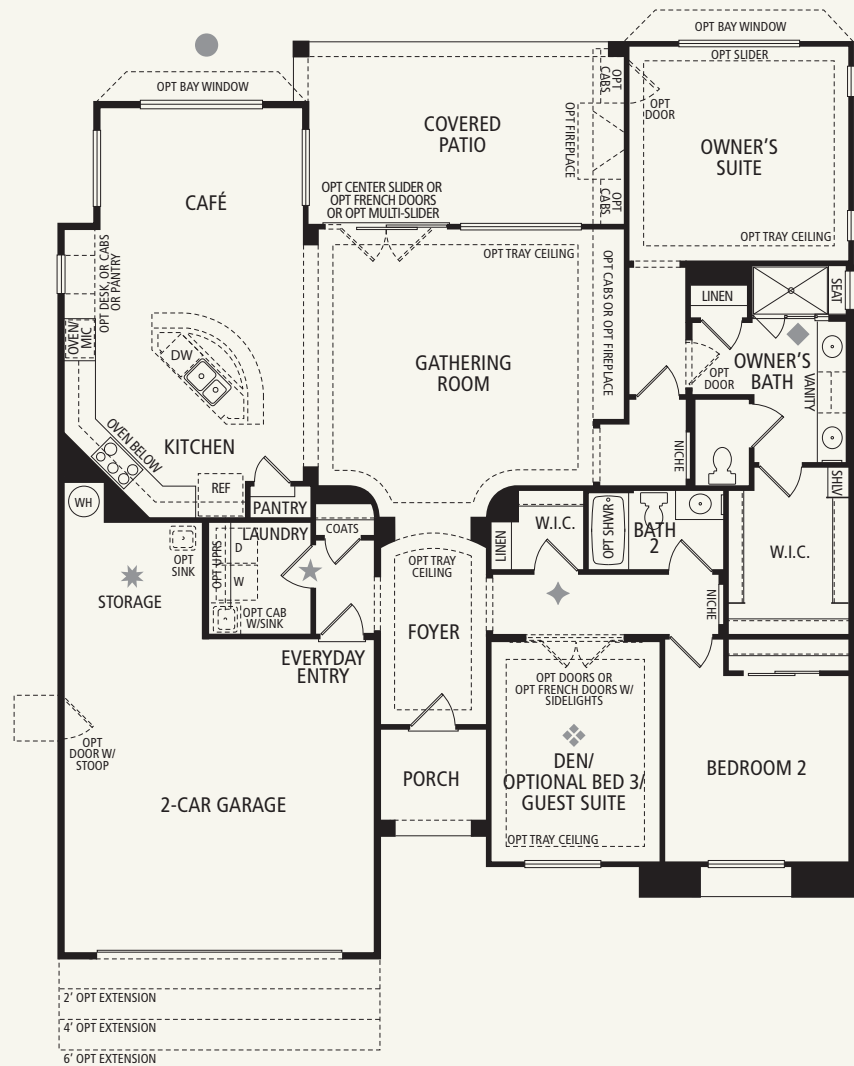 OPT BAY WINDOW
OPT SLIDER
OPT BAY WINDOW
OPT
CABS
OPT
DOOR
OPT FIREPLACE
COVERED
PATIO
OWNER'S
SUITE
OPT CENTER SLIDER OR
OPT FRENCH DOORS
OR OPT MULTI-SLIDER
OPT
CABS
CAFÉ
OPT TRAY CEILING
OPT TRAY CEILING
OPT DESK, OR CABS
OR PANTRY
OPT CABS OR OPT FIREPLACE
LINEN
SEAT
OVEN/
MIC
DW
GATHERING
ROOM
OPT
DOOR
OWNER'S
BATH
VANITY
OVEN BELOW
KITCHEN
NICHE
REF
PANTRY
WH
SHLV
COATS
LINEN
W.I.C.
OPT SHWR
BATH
2
W.I.C.
OPT
SINK
LAUNDRY
OPT UPRS
D
W
OPT CAB
W/SINK
OPT TRAY
CEILING
STORAGE
FOYER
NICHE
EVERYDAY
ENTRY
OPT DOORS OR
OPT FRENCH DOORS W/
SIDELIGHTS
OPT
DOOR W/
STOOP
DEN/
OPTIONAL BED 3/
GUEST SUITE
BEDROOM 2
PORCH
2-CAR GARAGE
OPT TRAY CEILING
2' OPT EXTENSION
4' OPT EXTENSION
6' OPT EXTENSION